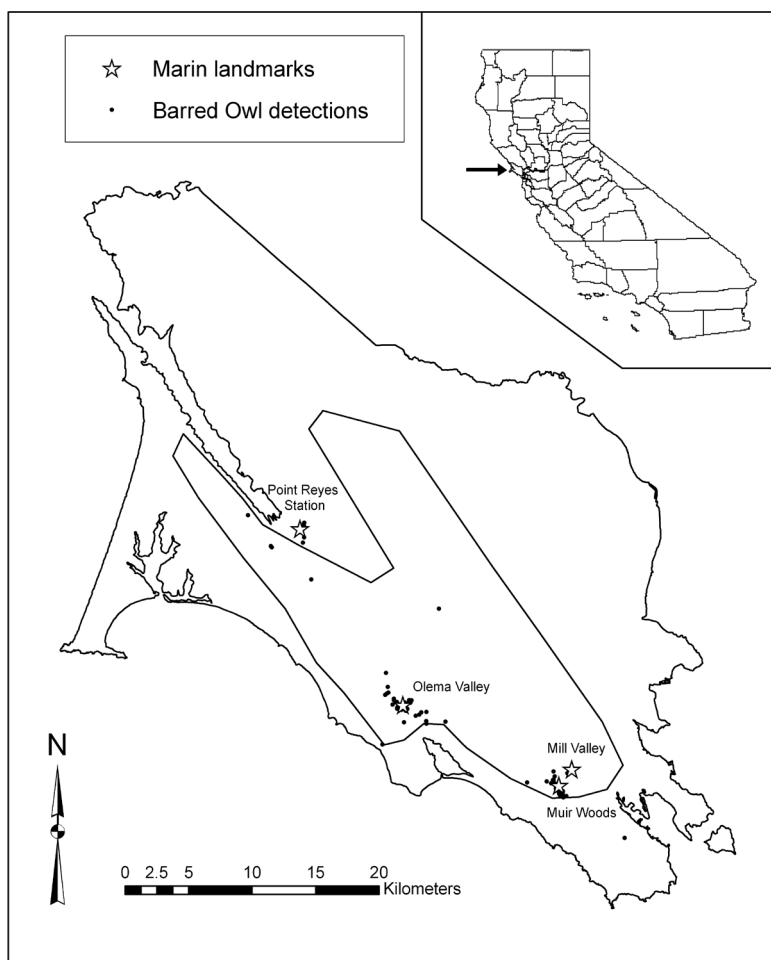 Marin landmarks
Barred Owl detections
Point Reyes
Station
Olema Valley
Mill Valley
Muir Woods
N
0 2.5 5 10 15 20
Kilometers